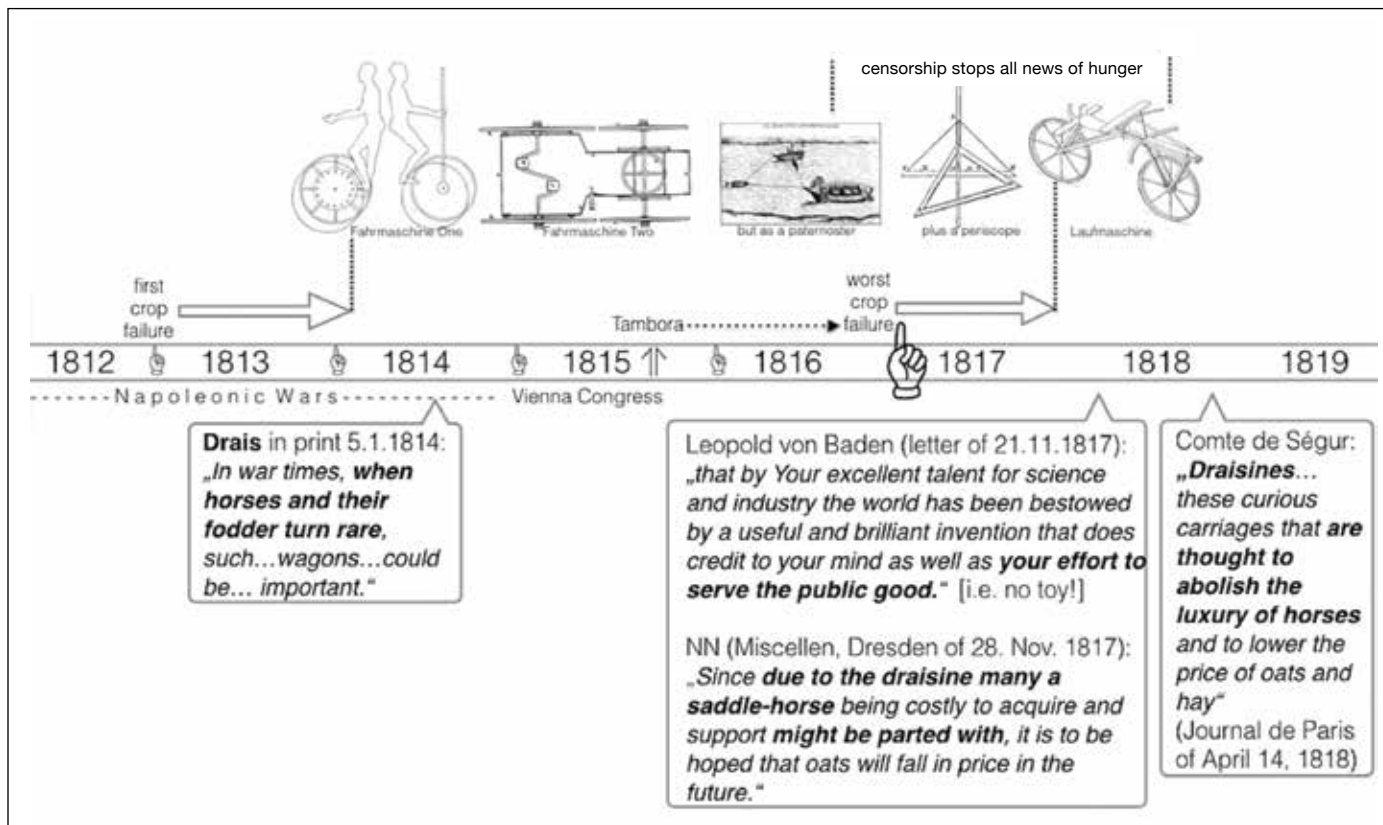 censorship stops all news of hunger
Fahrmaschine One
Fahrmaschine Two
but as a paternoster
plus a periscope
Laufmaschine
first
crop
failure
Tambora
worst
crop
failure
1812 1813 1814 1815 1816 1817 1818 1819
Napoleonic Wars
Vienna Congress
Drais in print 5.1.1814:
„In war times, when
horses and their
fodder turn rare,
such…wagons…could
be… important.“
Leopold von Baden (letter of 21.11.1817):
„that by Your excellent talent for science
and industry the world has been bestowed
by a useful and brilliant invention that does
credit to your mind as well as your effort to
serve the public good.“ [i.e. no toy!]
NN (Miscellen, Dresden of 28. Nov. 1817):
„Since due to the draisine many a
saddle-horse being costly to acquire and
support might be parted with, it is to be
hoped that oats will fall in price in the
future.“
Comte de Ségur:
„Draisines…
these curious
carriages that are
thought to
abolish the
luxury of horses
and to lower the
price of oats and
hay“
(Journal de Paris
of April 14, 1818)